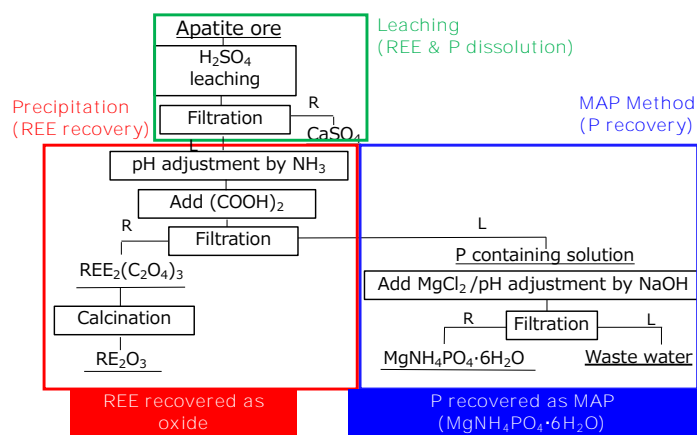 Apatite ore
H₂SO₄
leaching
Filtration
R
CaSO₄
L
Leaching
(REE & P dissolution)
Precipitation
(REE recovery)
MAP Method
(P recovery)
pH adjustment by NH₃
Add (COOH)₂
R
Filtration
L
REE₂(C₂O₄)₃
Calcination
RE₂O₃
P containing solution
Add MgCl₂/pH adjustment by NaOH
R
Filtration
L
MgNH₄PO₄·6H₂O
Waste water
REE recovered as
oxide
P recovered as MAP
(MgNH₄PO₄·6H₂O)